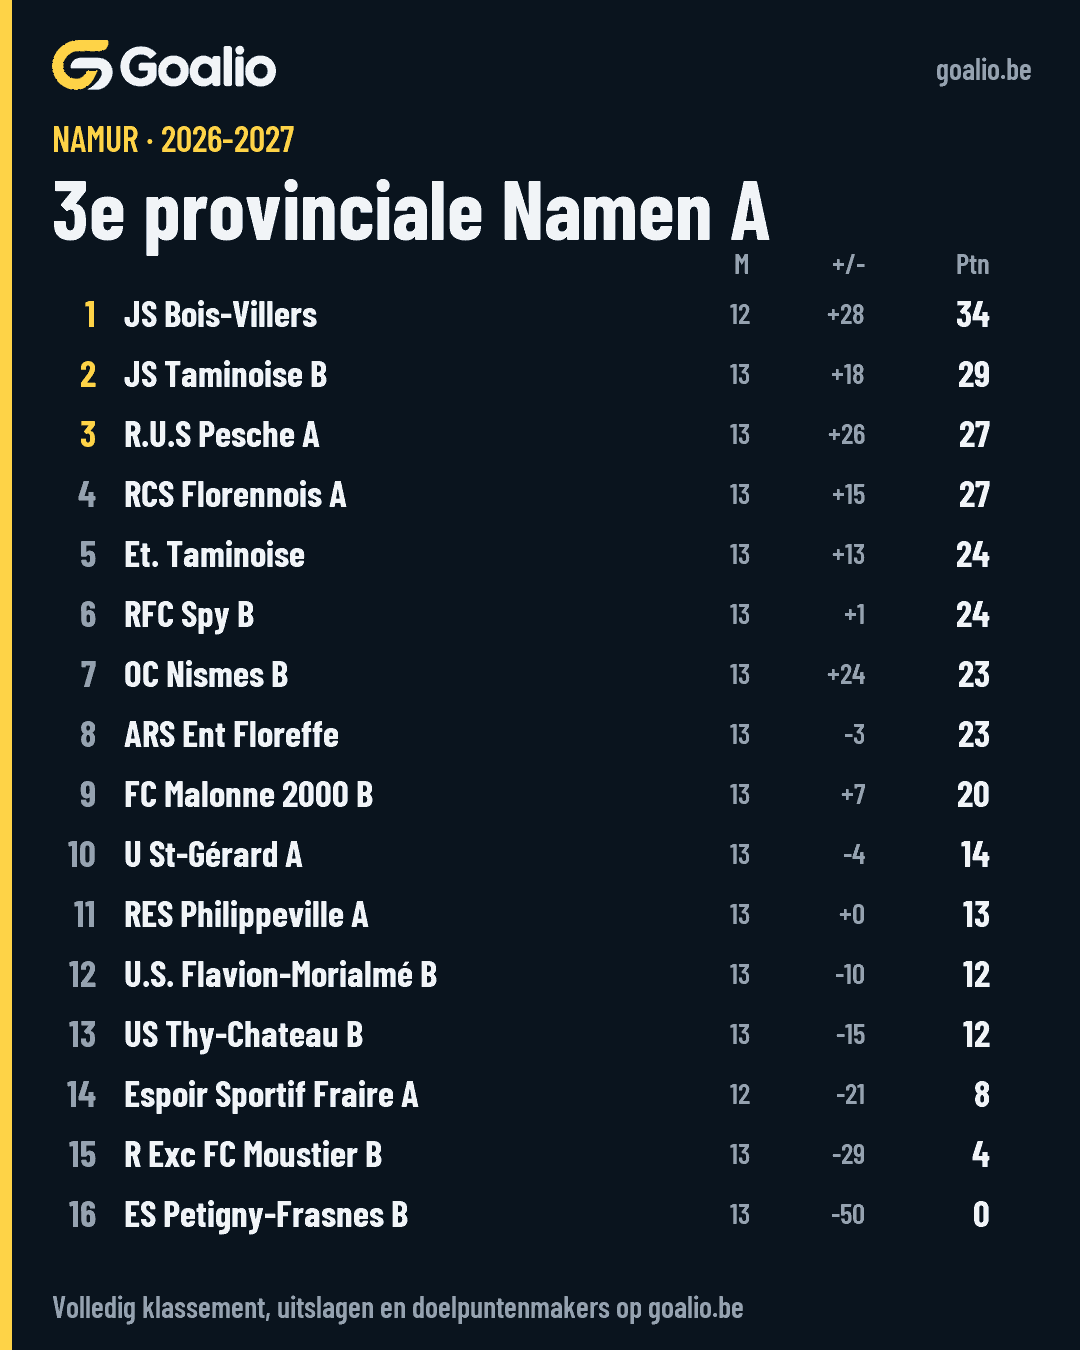 Goalio
goalio.be
NAMUR · 2026-2027
3e provinciale Namen A
M +/- Ptn
1 JS Bois-Villers 12 +28 34
2 JS Taminoise B 13 +18 29
3 R.U.S Pesche A 13 +26 27
4 RCS Florennois A 13 +15 27
5 Et. Taminoise 13 +13 24
6 RFC Spy B 13 +1 24
7 OC Nismes B 13 +24 23
8 ARS Ent Floreffe 13 -3 23
9 FC Malonne 2000 B 13 +7 20
10 U St-Gérard A 13 -4 14
11 RES Philippeville A 13 +0 13
12 U.S. Flavion-Morialmé B 13 -10 12
13 US Thy-Chateau B 13 -15 12
14 Espoir Sportif Fraire A 12 -21 8
15 R Exc FC Moustier B 13 -29 4
16 ES Petigny-Frasnes B 13 -50 0
Volledig klassement, uitslagen en doelpuntenmakers op goalio.be